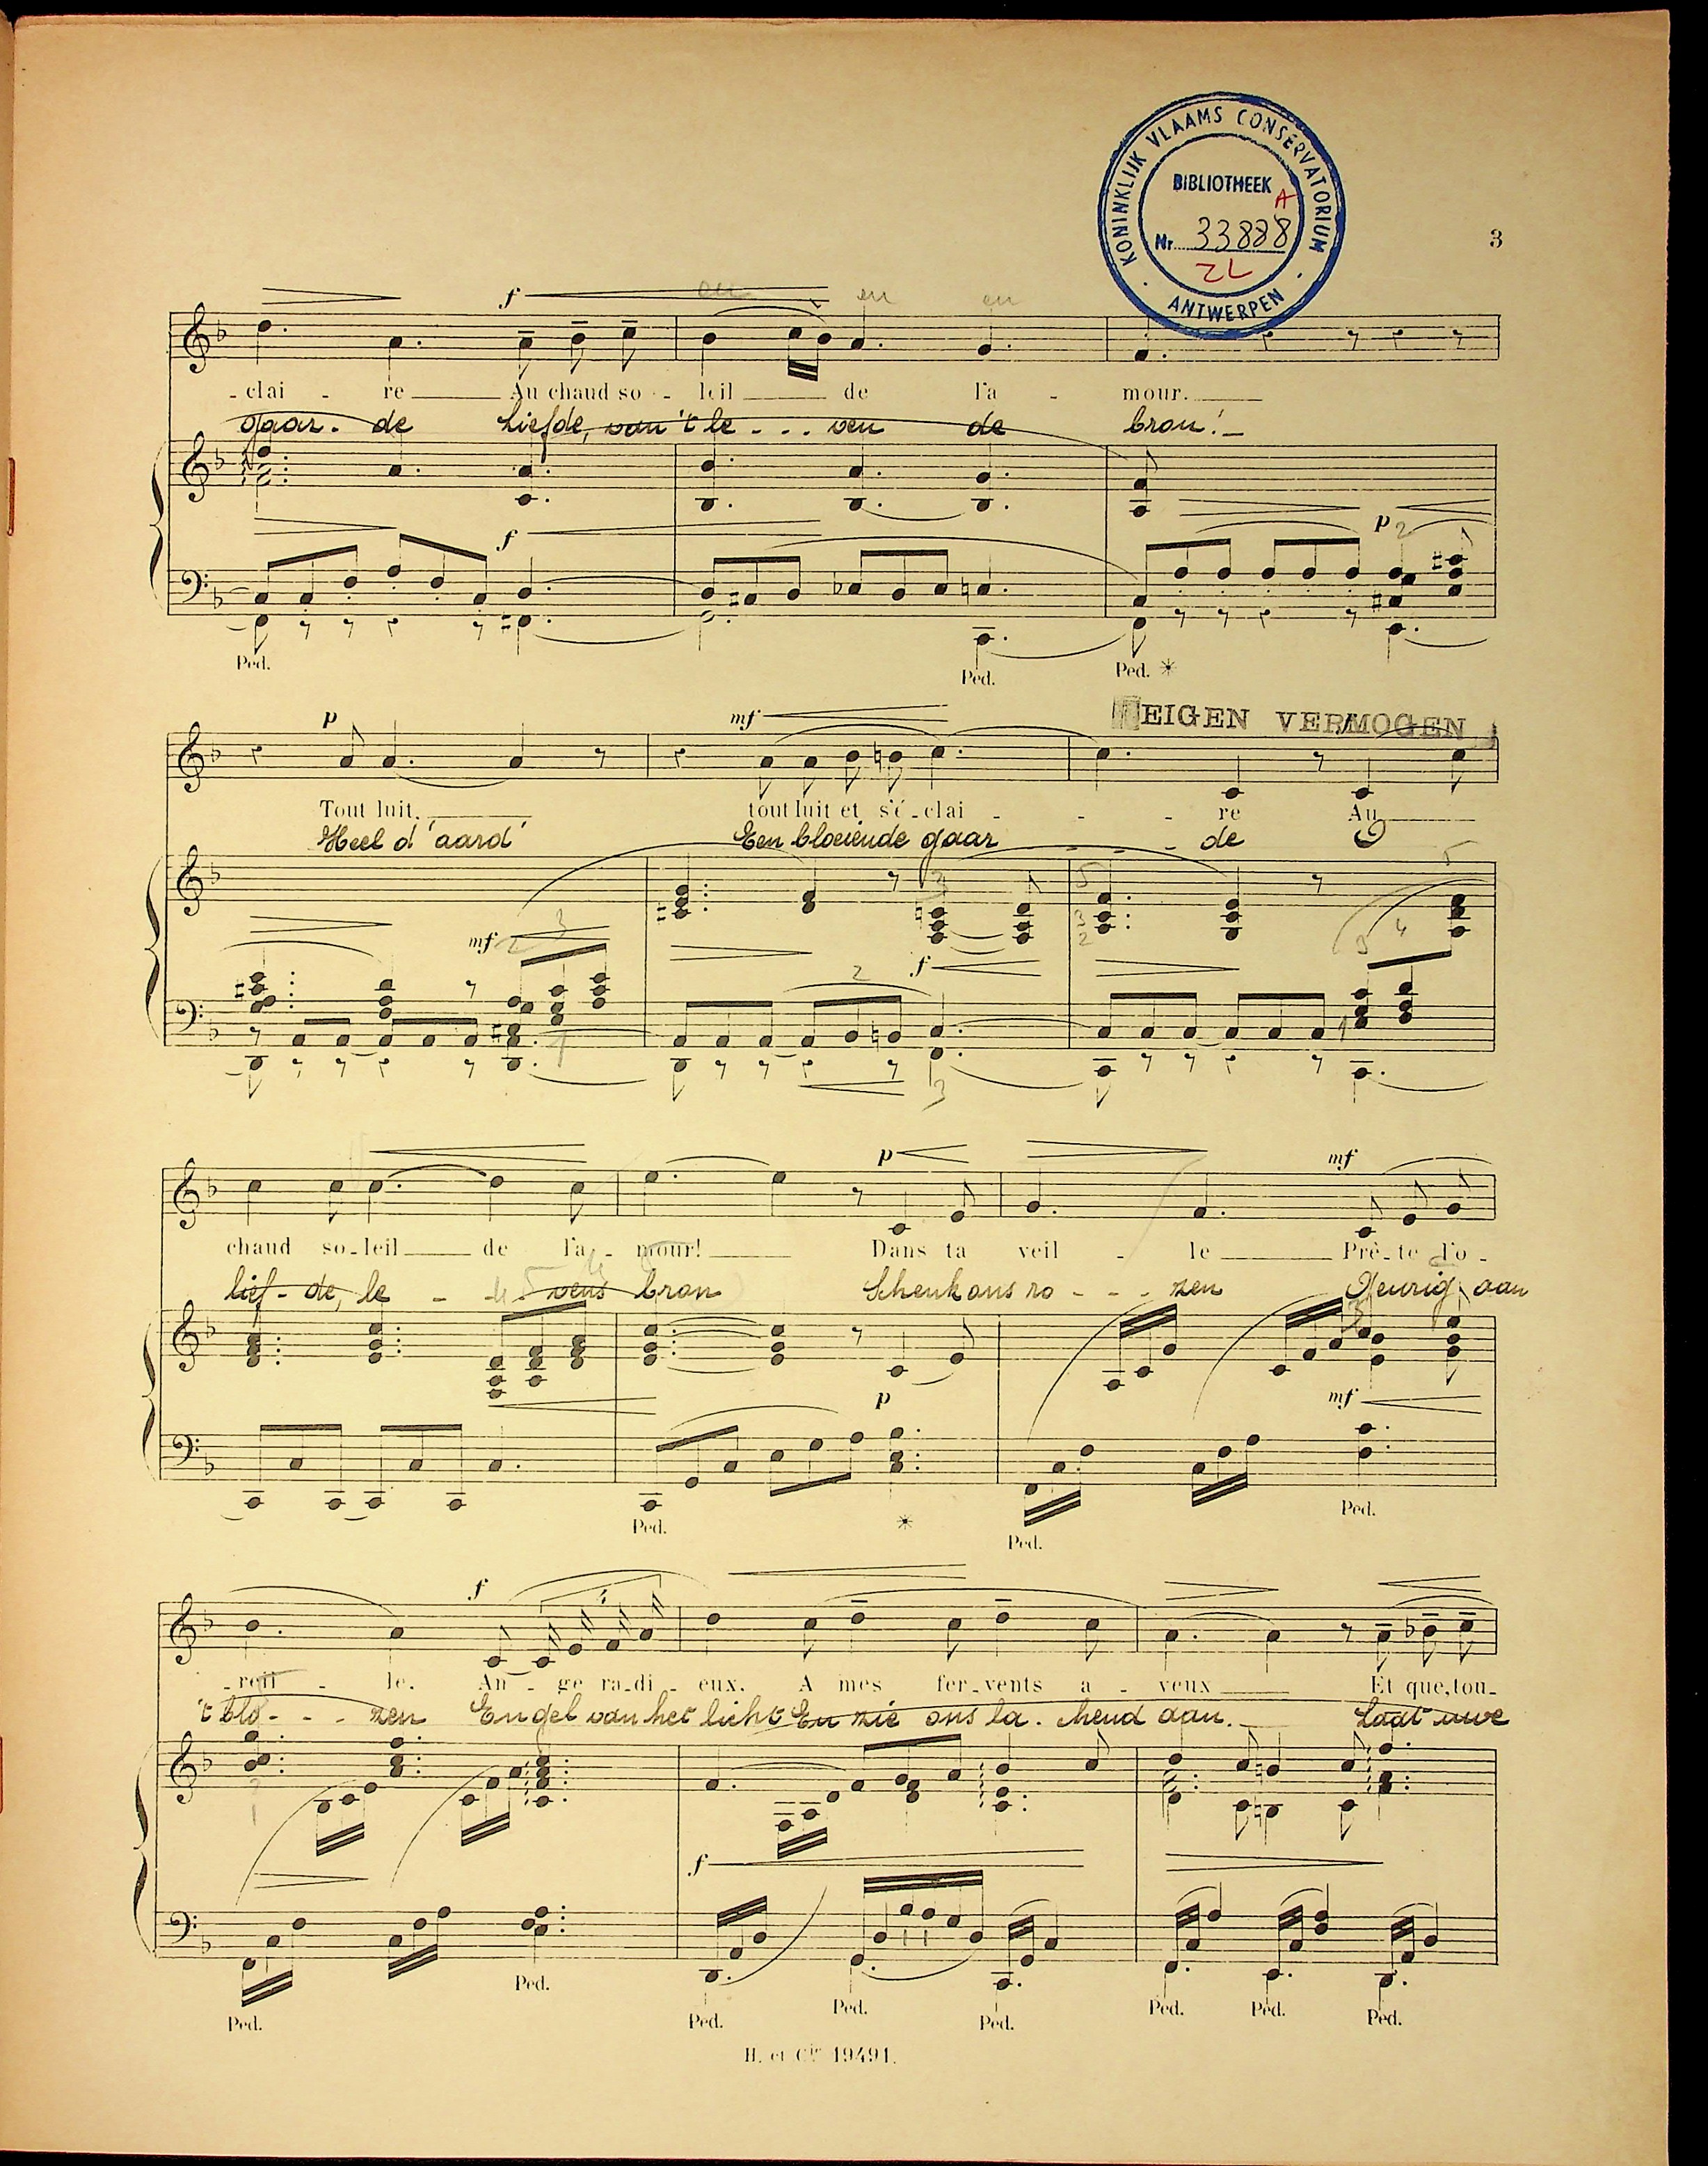 KONINKLIJK VLAAMS CONSERVATORIUM
BIBLIOTHEEK
A
Nr. 33888
ZL
ANTWERPEN
3
f
en en en
- clai - re Au chaud so - leil de l'a - mour.
gaar - de liefde, van 't le - - - ven de bron! -
f
p 2
Ped. Ped. Ped. *
EIGEN VERMOGEN
p mf
Tout luit, tout luit et s'é - clai - - - re Au
Heel d'aard' Een bloeiende gaar - - - de
mf 2 3
f
2
3
p mf
chaud so - leil de l'a - mour! Dans ta veil - le Prê - te l'o -
lief - de, le - vens bron Schenk ons ro - - - zen Geurig aan
p mf
Ped. * Ped. Ped.
f
- reil - le. An - ge ra - di - eux. A mes fer - vents a - veux Et que, tou -
't blo - - - zen Engel van het licht En zie ons la - chend aan. Laat uwe
f
Ped. Ped. Ped. Ped. Ped. Ped. Ped. Ped.
H. et Cie 19491.